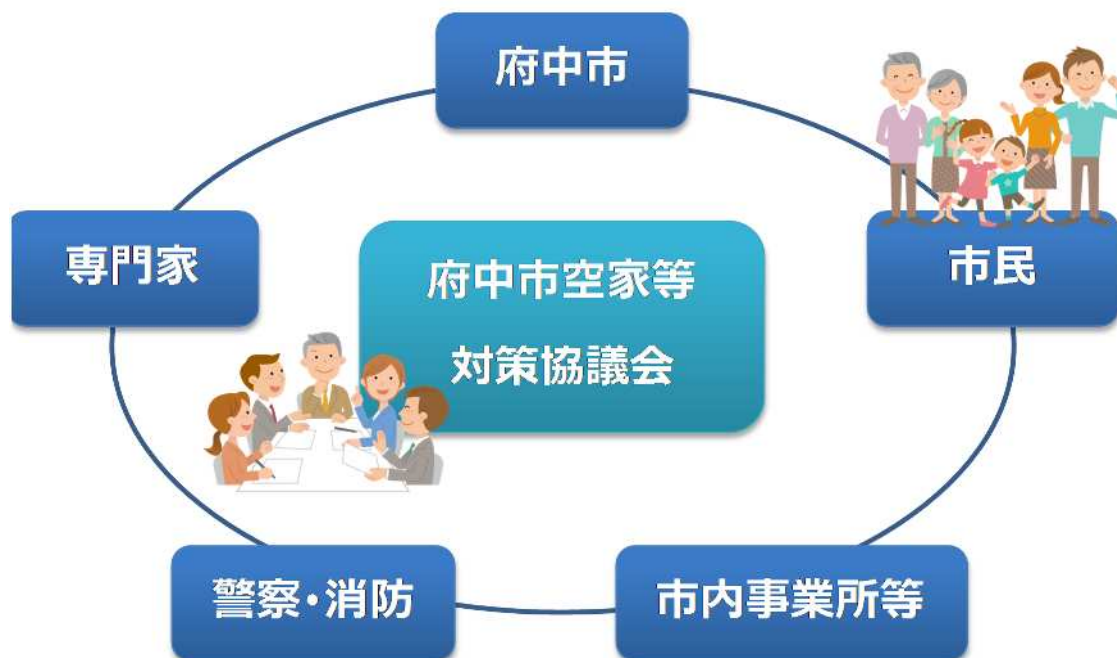 府中市
専門家
府中市空家等
対策協議会
市民
警察・消防
市内事業所等